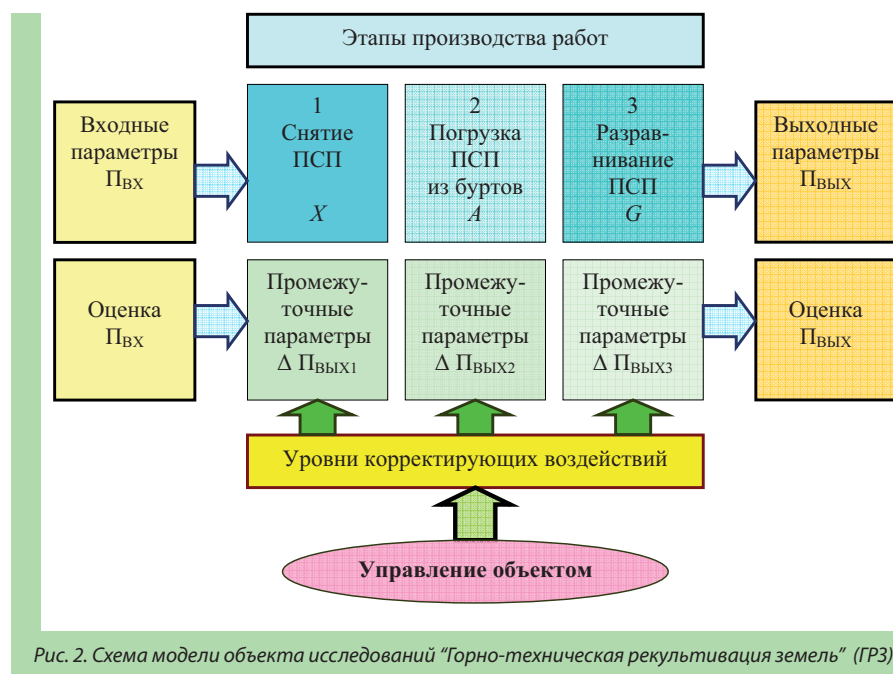 Этапы производства работ
Входные
параметры
ПВХ
1
Снятие
ПСП
X
2
Погрузка
ПСП
из буртов
A
3
Разрав-
нивание
ПСП
G
Выходные
параметры
ПВЫХ
Оценка
ПВХ
Промежу-
точные
параметры
Δ ПВЫХ1
Промежу-
точные
параметры
Δ ПВЫХ2
Промежу-
точные
параметры
Δ ПВЫХ3
Оценка
ПВЫХ
Уровни корректирующих воздействий
Управление объектом
Рис. 2. Схема модели объекта исследований “Горно-техническая рекультивация земель” (ГРЗ)